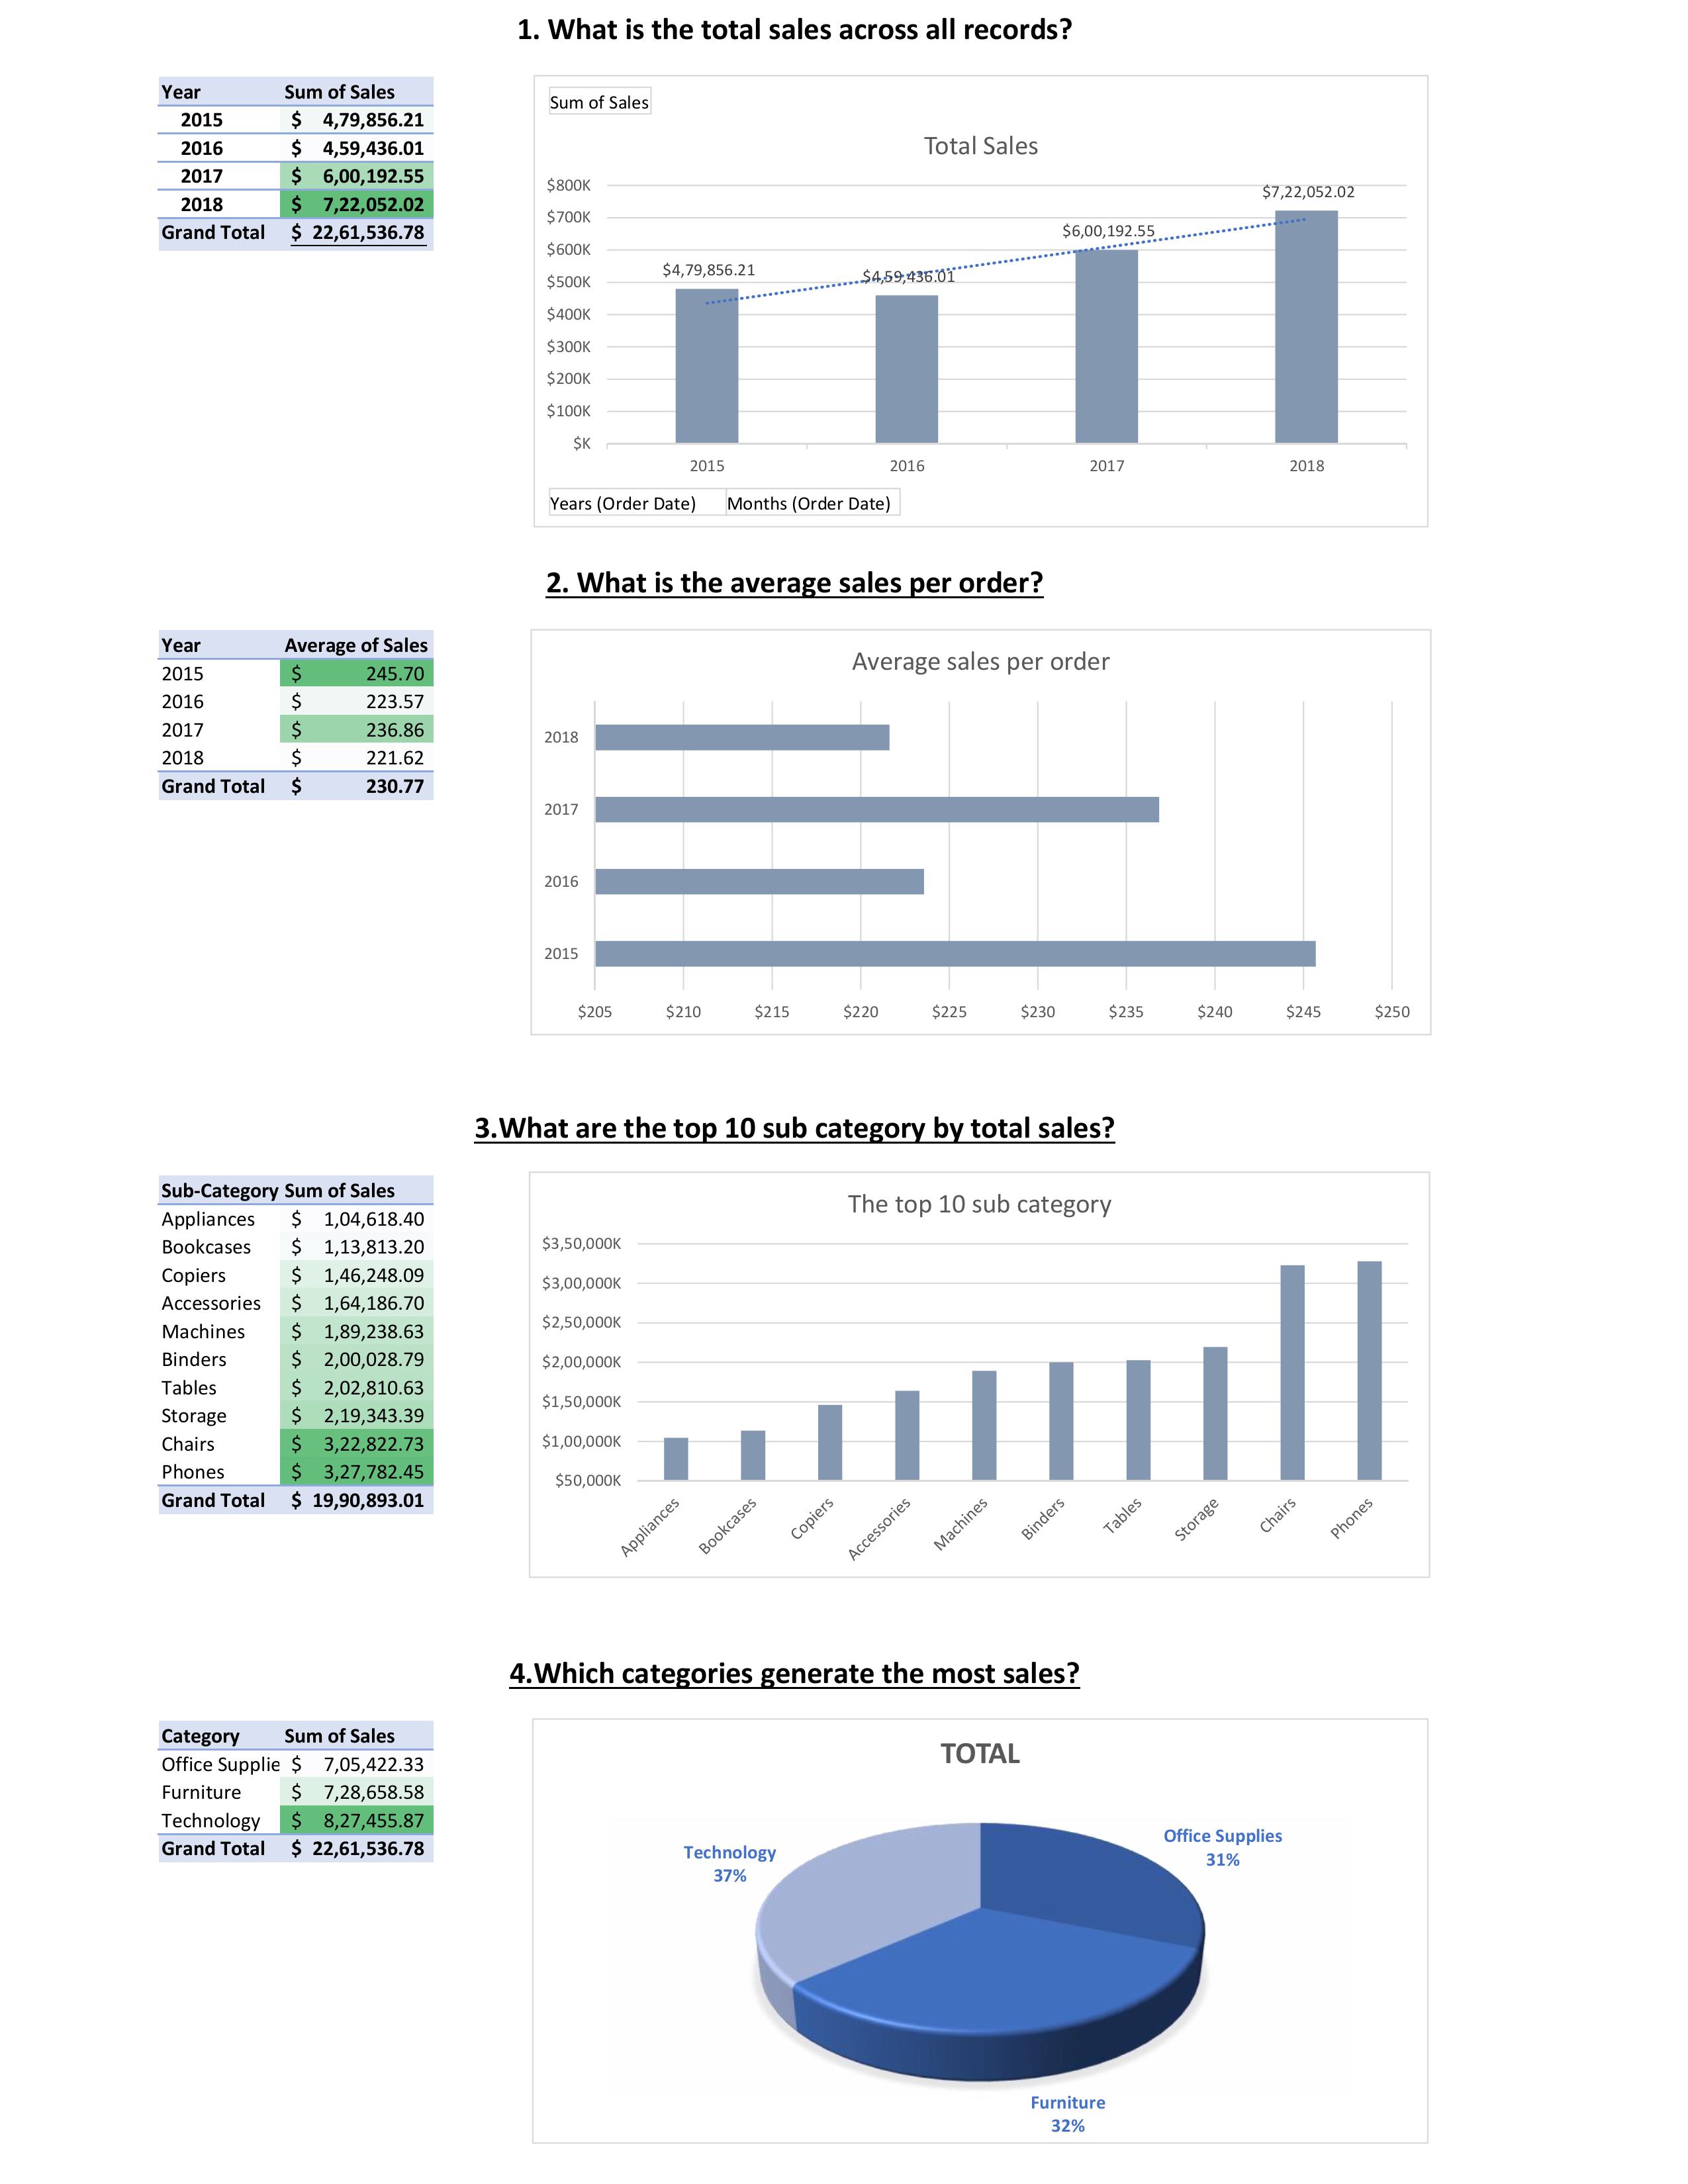 1. What is the total sales across all records?
Year Sum of Sales
2015 $ 4,79,856.21
2016 $ 4,59,436.01
2017 $ 6,00,192.55
2018 $ 7,22,052.02
Grand Total $ 22,61,536.78
Sum of Sales
Total Sales
$800K
$700K
$600K
$500K
$400K
$300K
$200K
$100K
$K
$4,79,856.21
$4,59,436.01
$6,00,192.55
$7,22,052.02
2015 2016 2017 2018
Years (Order Date) Months (Order Date)
2. What is the average sales per order?
Year Average of Sales
2015 $ 245.70
2016 $ 223.57
2017 $ 236.86
2018 $ 221.62
Grand Total $ 230.77
Average sales per order
2018
2017
2016
2015
$205 $210 $215 $220 $225 $230 $235 $240 $245 $250
3.What are the top 10 sub category by total sales?
Sub-Category Sum of Sales
Appliances $ 1,04,618.40
Bookcases $ 1,13,813.20
Copiers $ 1,46,248.09
Accessories $ 1,64,186.70
Machines $ 1,89,238.63
Binders $ 2,00,028.79
Tables $ 2,02,810.63
Storage $ 2,19,343.39
Chairs $ 3,22,822.73
Phones $ 3,27,782.45
Grand Total $ 19,90,893.01
The top 10 sub category
$3,50,000K
$3,00,000K
$2,50,000K
$2,00,000K
$1,50,000K
$1,00,000K
$50,000K
Appliances Bookcases Copiers Accessories Machines Binders Tables Storage Chairs Phones
4.Which categories generate the most sales?
Category Sum of Sales
Office Supplie $ 7,05,422.33
Furniture $ 7,28,658.58
Technology $ 8,27,455.87
Grand Total $ 22,61,536.78
TOTAL
Office Supplies
31%
Technology
37%
Furniture
32%